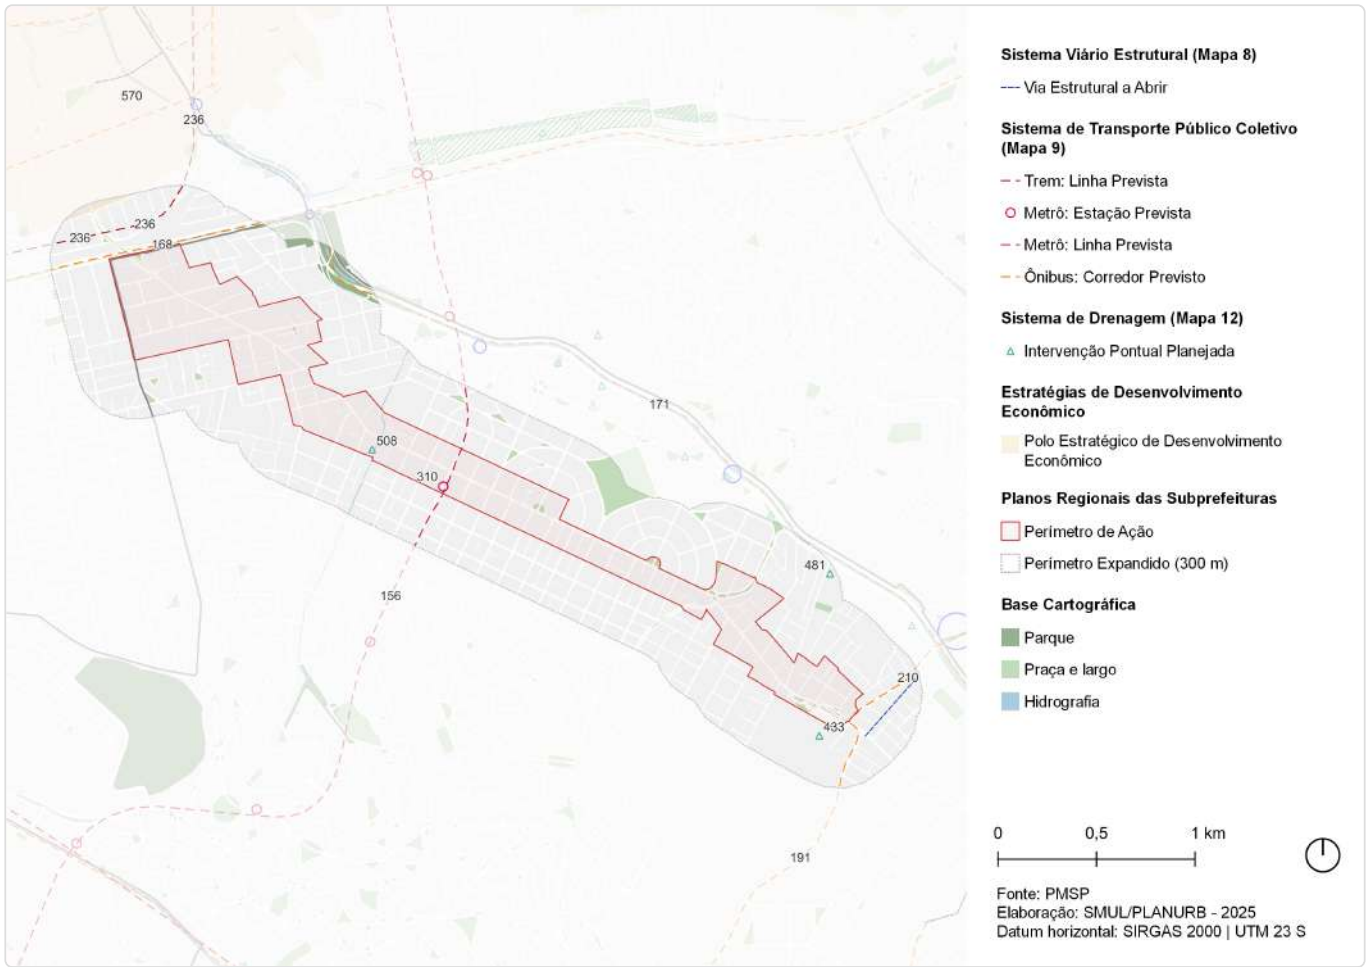 570
236
236
236
168
508
310
171
156
481
210
433
191
Sistema Viário Estrutural (Mapa 8)
Via Estrutural a Abrir
Sistema de Transporte Público Coletivo
(Mapa 9)
Trem: Linha Prevista
Metrô: Estação Prevista
Metrô: Linha Prevista
Ônibus: Corredor Previsto
Sistema de Drenagem (Mapa 12)
Intervenção Pontual Planejada
Estratégias de Desenvolvimento
Econômico
Polo Estratégico de Desenvolvimento
Econômico
Planos Regionais das Subprefeituras
Perímetro de Ação
Perímetro Expandido (300 m)
Base Cartográfica
Parque
Praça e largo
Hidrografia
0 0,5 1 km
Fonte: PMSP
Elaboração: SMUL/PLANURB - 2025
Datum horizontal: SIRGAS 2000 | UTM 23 S